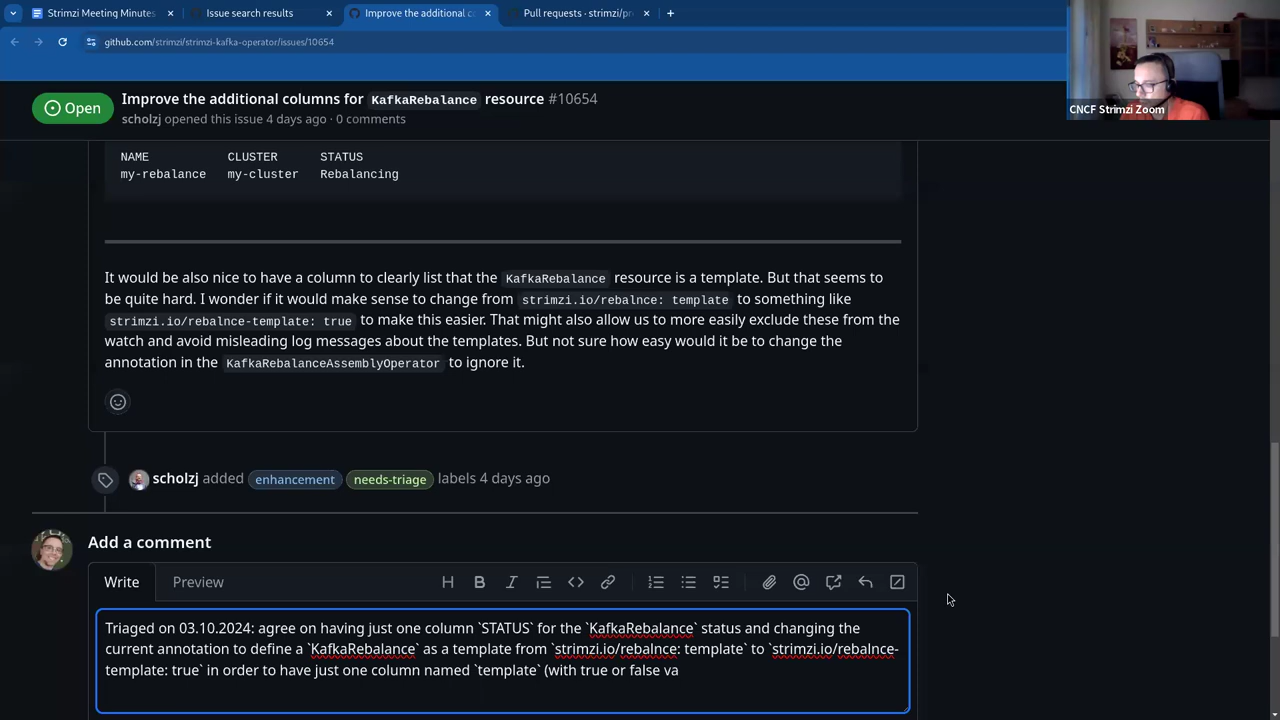 Strimzi Meeting Minutes
Issue search results
Improve the additional c
Pull requests · strimzi/pr
github.com/strimzi/strimzi-kafka-operator/issues/10654
CNCF Strimzi Zoom
Open
Improve the additional columns for KafkaRebalance resource #10654
scholzj opened this issue 4 days ago · 0 comments
NAME CLUSTER STATUS
my-rebalance my-cluster Rebalancing
It would be also nice to have a column to clearly list that the KafkaRebalance resource is a template. But that seems to
be quite hard. I wonder if it would make sense to change from strimzi.io/rebalnce: template to something like
strimzi.io/rebalnce-template: true to make this easier. That might also allow us to more easily exclude these from the
watch and avoid misleading log messages about the templates. But not sure how easy would it be to change the
annotation in the KafkaRebalanceAssemblyOperator to ignore it.
scholzj added enhancement needs-triage labels 4 days ago
Add a comment
Write Preview
Triaged on 03.10.2024: agree on having just one column `STATUS` for the `KafkaRebalance` status and changing the
current annotation to define a `KafkaRebalance` as a template from `strimzi.io/rebalnce: template` to `strimzi.io/rebalnce-
template: true` in order to have just one column named `template` (with true or false va